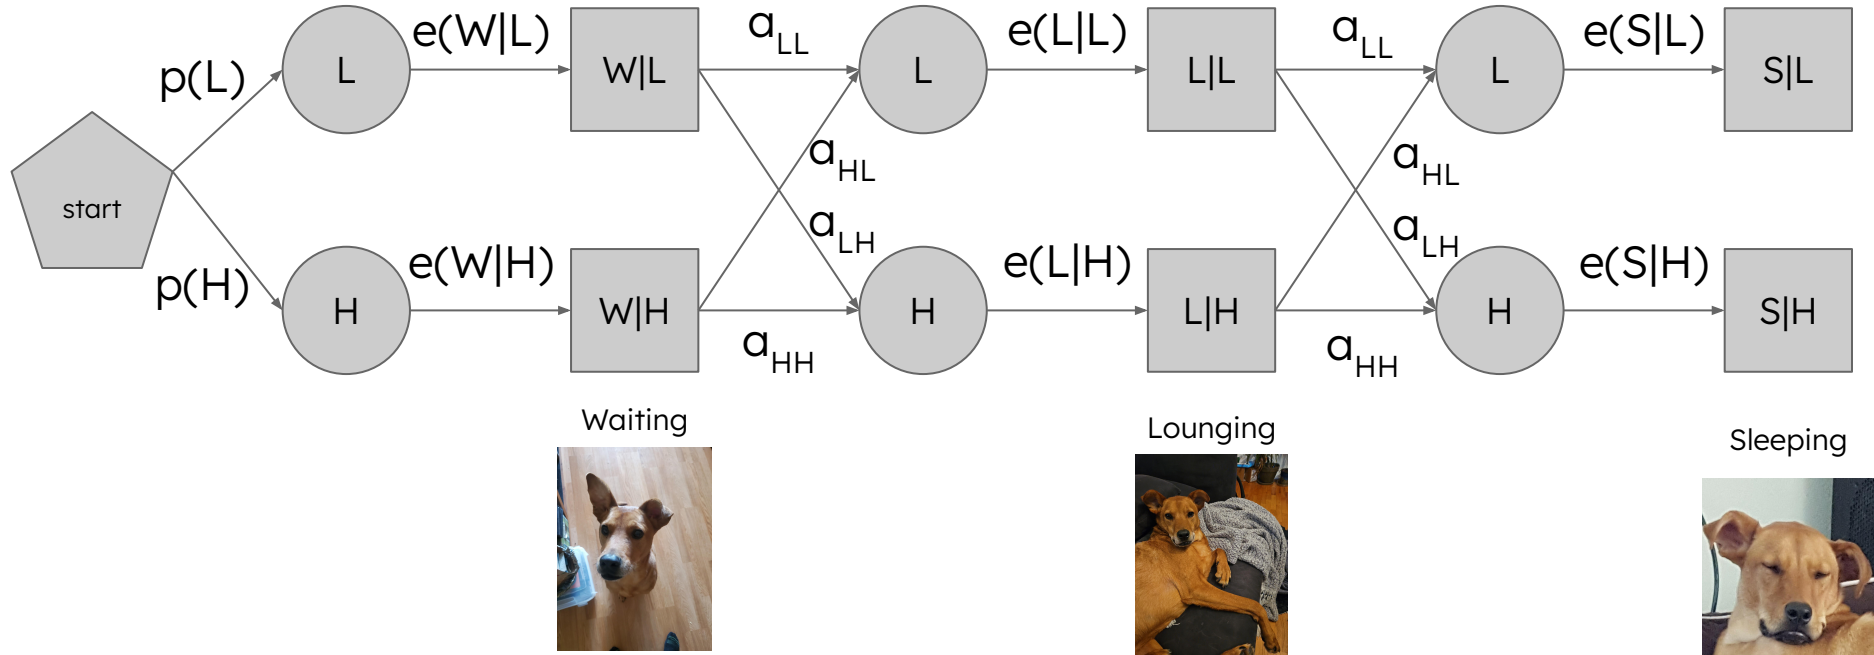 start
p(L)
p(H)
L
H
e(W|L)
e(W|H)
W|L
W|H
a_LL
a_HL
a_LH
a_HH
L
H
e(L|L)
e(L|H)
L|L
L|H
a_LL
a_HL
a_LH
a_HH
L
H
e(S|L)
e(S|H)
S|L
S|H
Waiting
Lounging
Sleeping